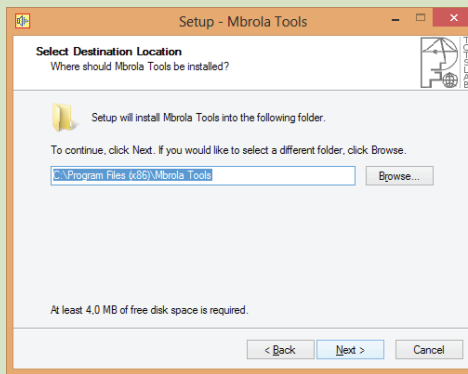 Setup - Mbrola Tools
Select Destination Location
Where should Mbrola Tools be installed?
Setup will install Mbrola Tools into the following folder.
To continue, click Next. If you would like to select a different folder, click Browse.
C:\Program Files (x86)\Mbrola Tools
Browse...
At least 4,0 MB of free disk space is required.
< Back
Next >
Cancel